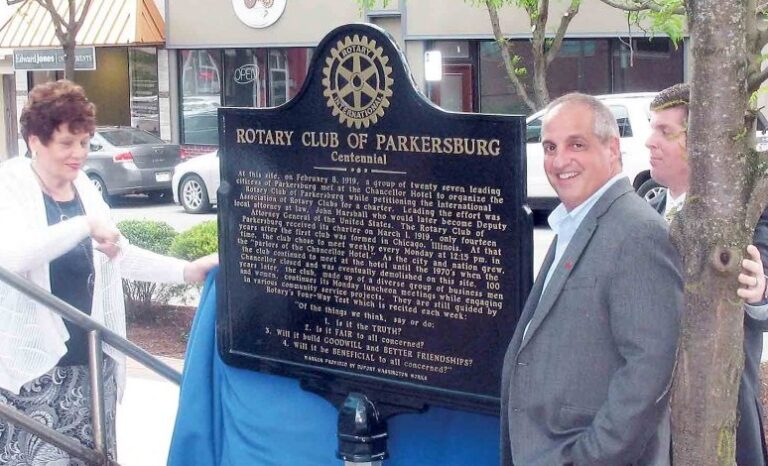 Edward Jones
OPEN
ROTARY
INTERNATIONAL
ROTARY CLUB OF PARKERSBURG
Centennial
At this site, on February 8, 1919, a group of twenty seven leading
citizens of Parkersburg met at the Chancellor Hotel to organize the
Rotary Club of Parkersburg while petitioning the International
Association of Rotary Clubs for a charter. Leading the effort was
local attorney at law, John Marshall who would later become Deputy
Attorney General of the United States. The Rotary Club of
Parkersburg received its charter on March 1, 1919, only fourteen
years after the first club was formed in Chicago, Illinois. At that
time, the club chose to meet weekly every Monday at 12:15 pm. in
the "parlors of the Chancellor Hotel." As the city and nation grew,
the club continued to meet at the hotel until the 1970's when the
Chancellor closed and was eventually demolished on this site. 100
years later, the club, made up of a diverse group of business men
and women, continues its Monday luncheon meetings while engaging
in various community service projects. They are still guided by
Rotary's Four-Way Test which is recited each week:
"Of the things we think, say or do:
1. Is it the TRUTH?
2. Is it FAIR to all concerned?
3. Will it build GOODWILL and BETTER FRIENDSHIPS?
4. Will it be BENEFICIAL to all concerned?"
MARKER PROVIDED BY DUPONT WASHINGTON WORKS